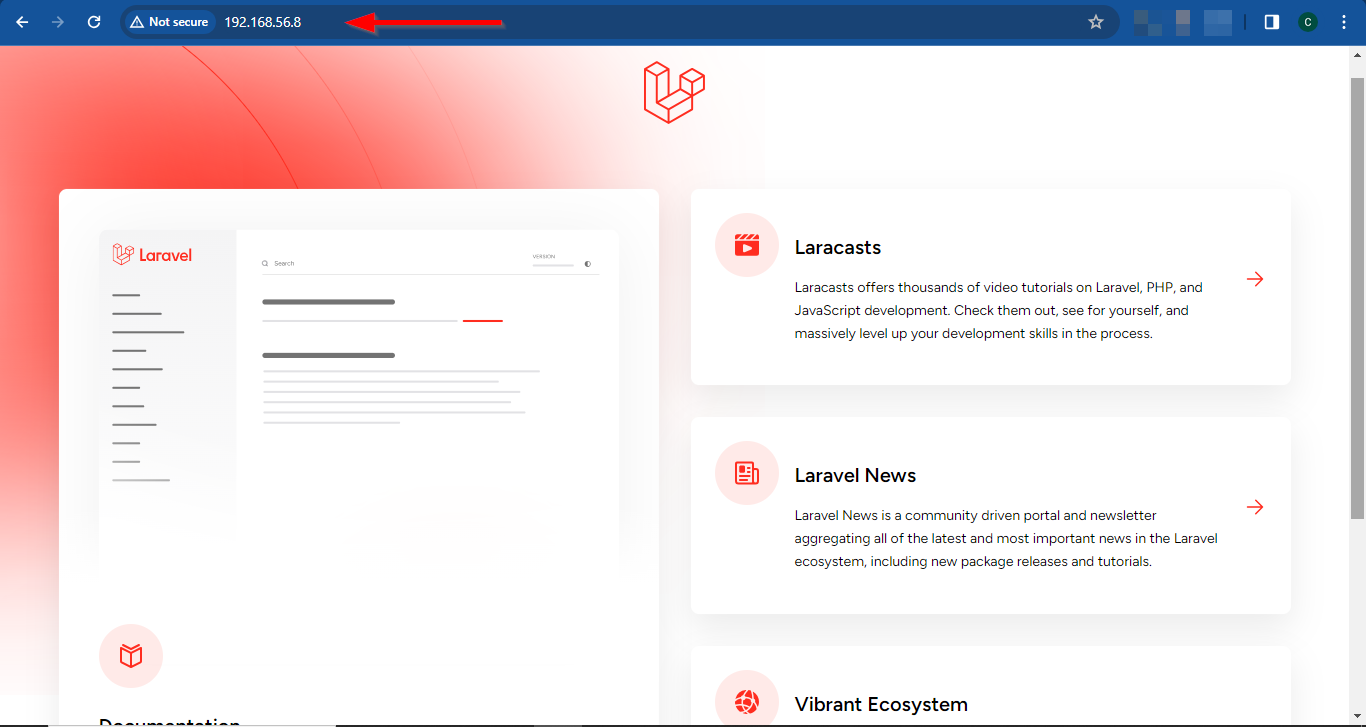 Not secure 192.168.56.8
C
Laravel
Search
VERSION
Documentation
Laracasts
Laracasts offers thousands of video tutorials on Laravel, PHP, and
JavaScript development. Check them out, see for yourself, and
massively level up your development skills in the process.
Laravel News
Laravel News is a community driven portal and newsletter
aggregating all of the latest and most important news in the Laravel
ecosystem, including new package releases and tutorials.
Vibrant Ecosystem